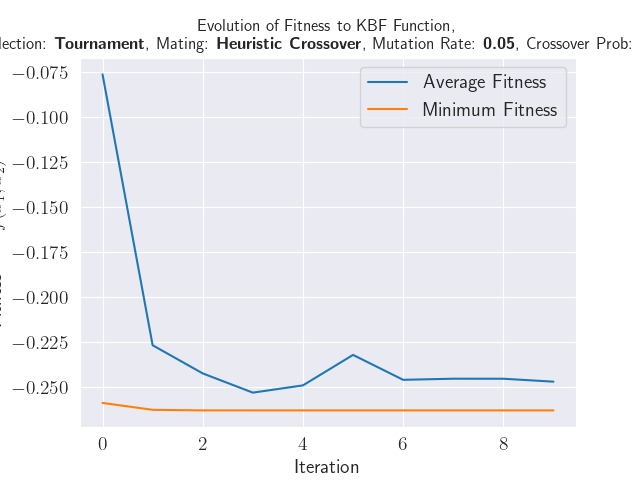 Evolution of Fitness to KBF Function,
Tournament, Mating: Heuristic Crossover, Mutation Rate: 0.05, Crossover Prob:
−0.075
−0.100
−0.125
−0.150
−0.175
−0.200
−0.225
−0.250
Average Fitness
Minimum Fitness
0
2
4
6
8
Iteration